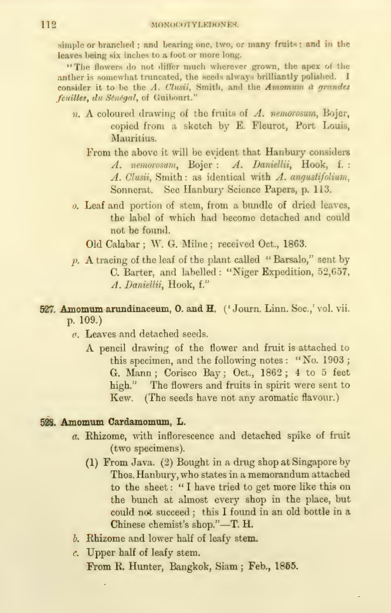 112 MONOCOTYLEDONES.
simple or branched ; and bearing one, two, or many fruits ; and in the
leaves being six inches to a foot or more long.
"The flowers do not differ much wherever grown, the apex of the
anther is somewhat truncated, the seeds always brilliantly polished. I
consider it to be the A. Clusii, Smith, and the Amomum à grandes
feuilles, du Sénégal, of Guibourt."
n. A coloured drawing of the fruits of A. nemorosum, Bojer,
copied from a sketch by E. Fleurot, Port Louis,
Mauritius.
From the above it will be evident that Hanbury considers
A. nemorosum, Bojer : A. Daniellii, Hook, f. :
A. Clusii, Smith : as identical with A. angustifolium,
Sonnerat. See Hanbury Science Papers, p. 113.
o. Leaf and portion of stem, from a bundle of dried leaves,
the label of which had become detached and could
not be found.
Old Calabar ; W. G. Milne ; received Oct., 1863.
p. A tracing of the leaf of the plant called "Barsalo," sent by
C. Barter, and labelled : "Niger Expedition, 52,657,
A. Daniellii, Hook, f."
527. Amomum arundinaceum, O. and H. ('Journ. Linn. Soc.,' vol. vii.
p. 109.)
a. Leaves and detached seeds.
A pencil drawing of the flower and fruit is attached to
this specimen, and the following notes : "No. 1903 ;
G. Mann ; Corisco Bay ; Oct., 1862 ; 4 to 5 feet
high." The flowers and fruits in spirit were sent to
Kew. (The seeds have not any aromatic flavour.)
528. Amomum Cardamomum, L.
a. Rhizome, with inflorescence and detached spike of fruit
(two specimens).
(1) From Java. (2) Bought in a drug shop at Singapore by
Thos. Hanbury, who states in a memorandum attached
to the sheet : "I have tried to get more like this on
the bunch at almost every shop in the place, but
could not succeed ; this I found in an old bottle in a
Chinese chemist's shop."—T. H.
b. Rhizome and lower half of leafy stem.
c. Upper half of leafy stem.
From R. Hunter, Bangkok, Siam ; Feb., 1855.